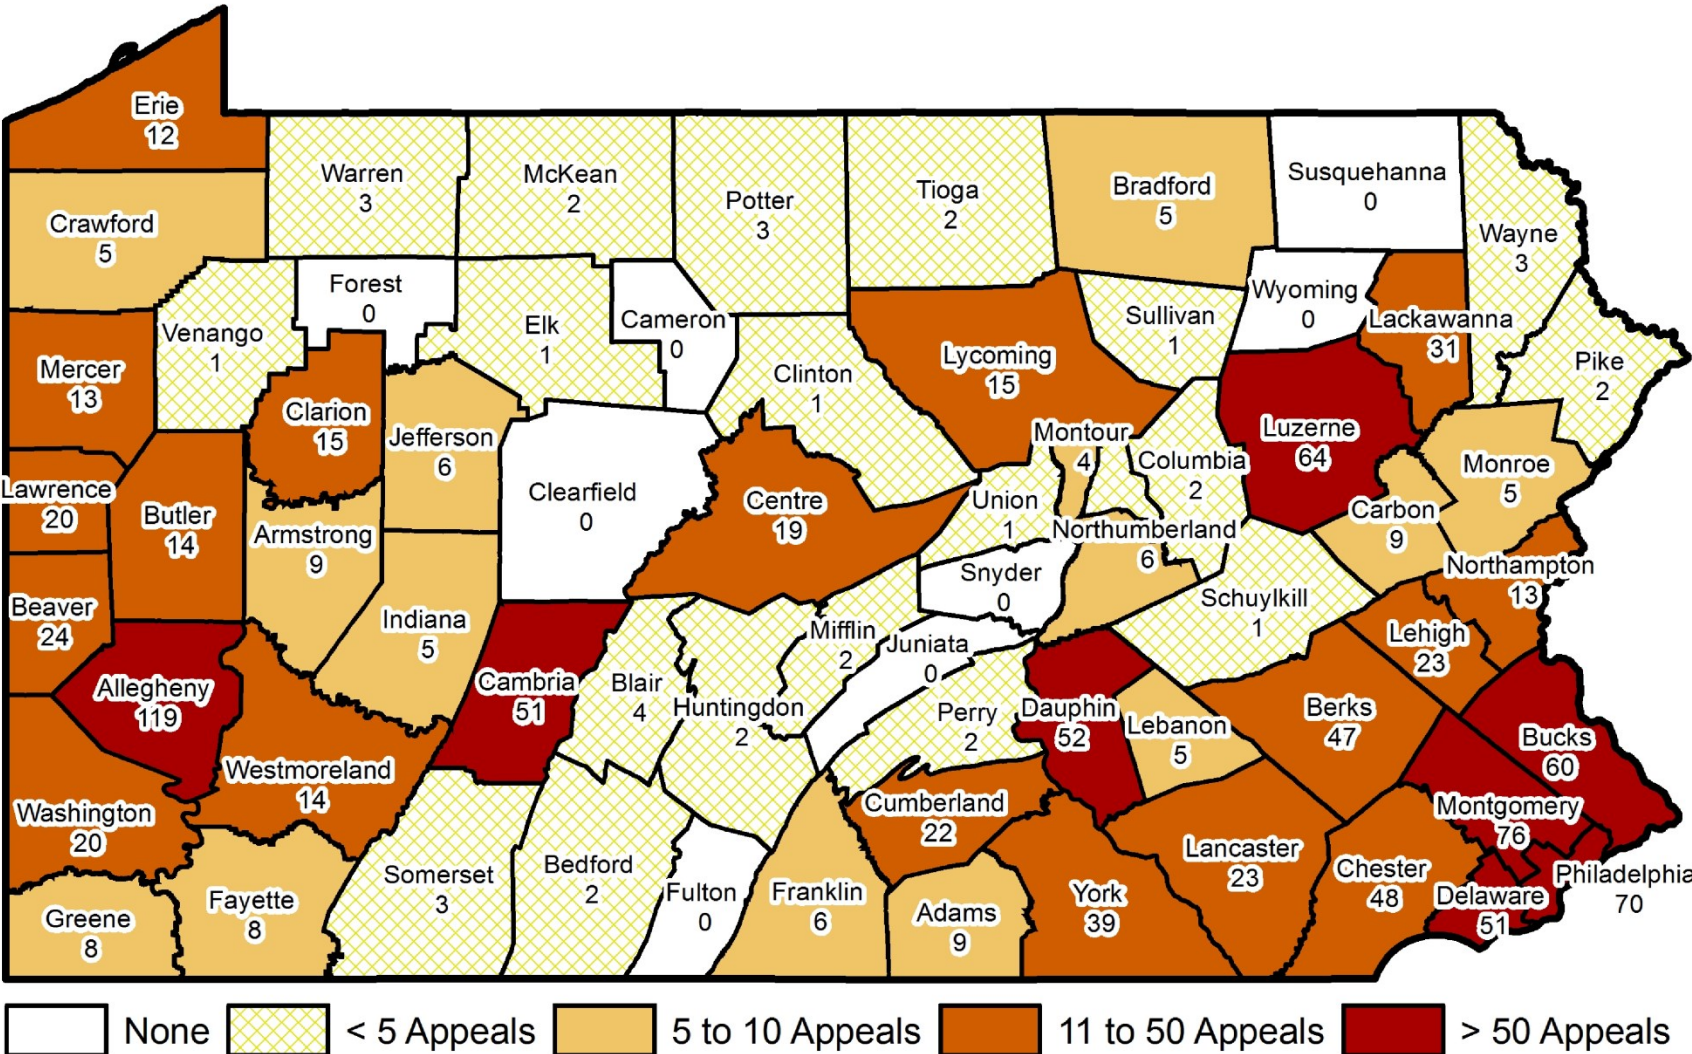 Erie
12
Warren
3
McKean
2
Potter
3
Tioga
2
Bradford
5
Susquehanna
0
Wayne
3
Crawford
5
Forest
0
Elk
1
Cameron
0
Sullivan
1
Wyoming
0
Lackawanna
31
Pike
2
Venango
1
Mercer
13
Clarion
15
Jefferson
6
Clinton
1
Lycoming
15
Montour
4
Columbia
2
Luzerne
64
Monroe
5
Lawrence
20
Butler
14
Armstrong
9
Clearfield
0
Centre
19
Union
1
Northumberland
6
Carbon
9
Northampton
13
Beaver
24
Indiana
5
Snyder
0
Schuylkill
1
Lehigh
23
Mifflin
2
Juniata
0
Allegheny
119
Cambria
51
Blair
4
Huntingdon
2
Perry
2
Dauphin
52
Lebanon
5
Berks
47
Bucks
60
Westmoreland
14
Washington
20
Cumberland
22
Montgomery
76
Greene
8
Fayette
8
Somerset
3
Bedford
2
Fulton
0
Franklin
6
Adams
9
York
39
Lancaster
23
Chester
48
Delaware
51
Philadelphia
70
None
< 5 Appeals
5 to 10 Appeals
11 to 50 Appeals
> 50 Appeals